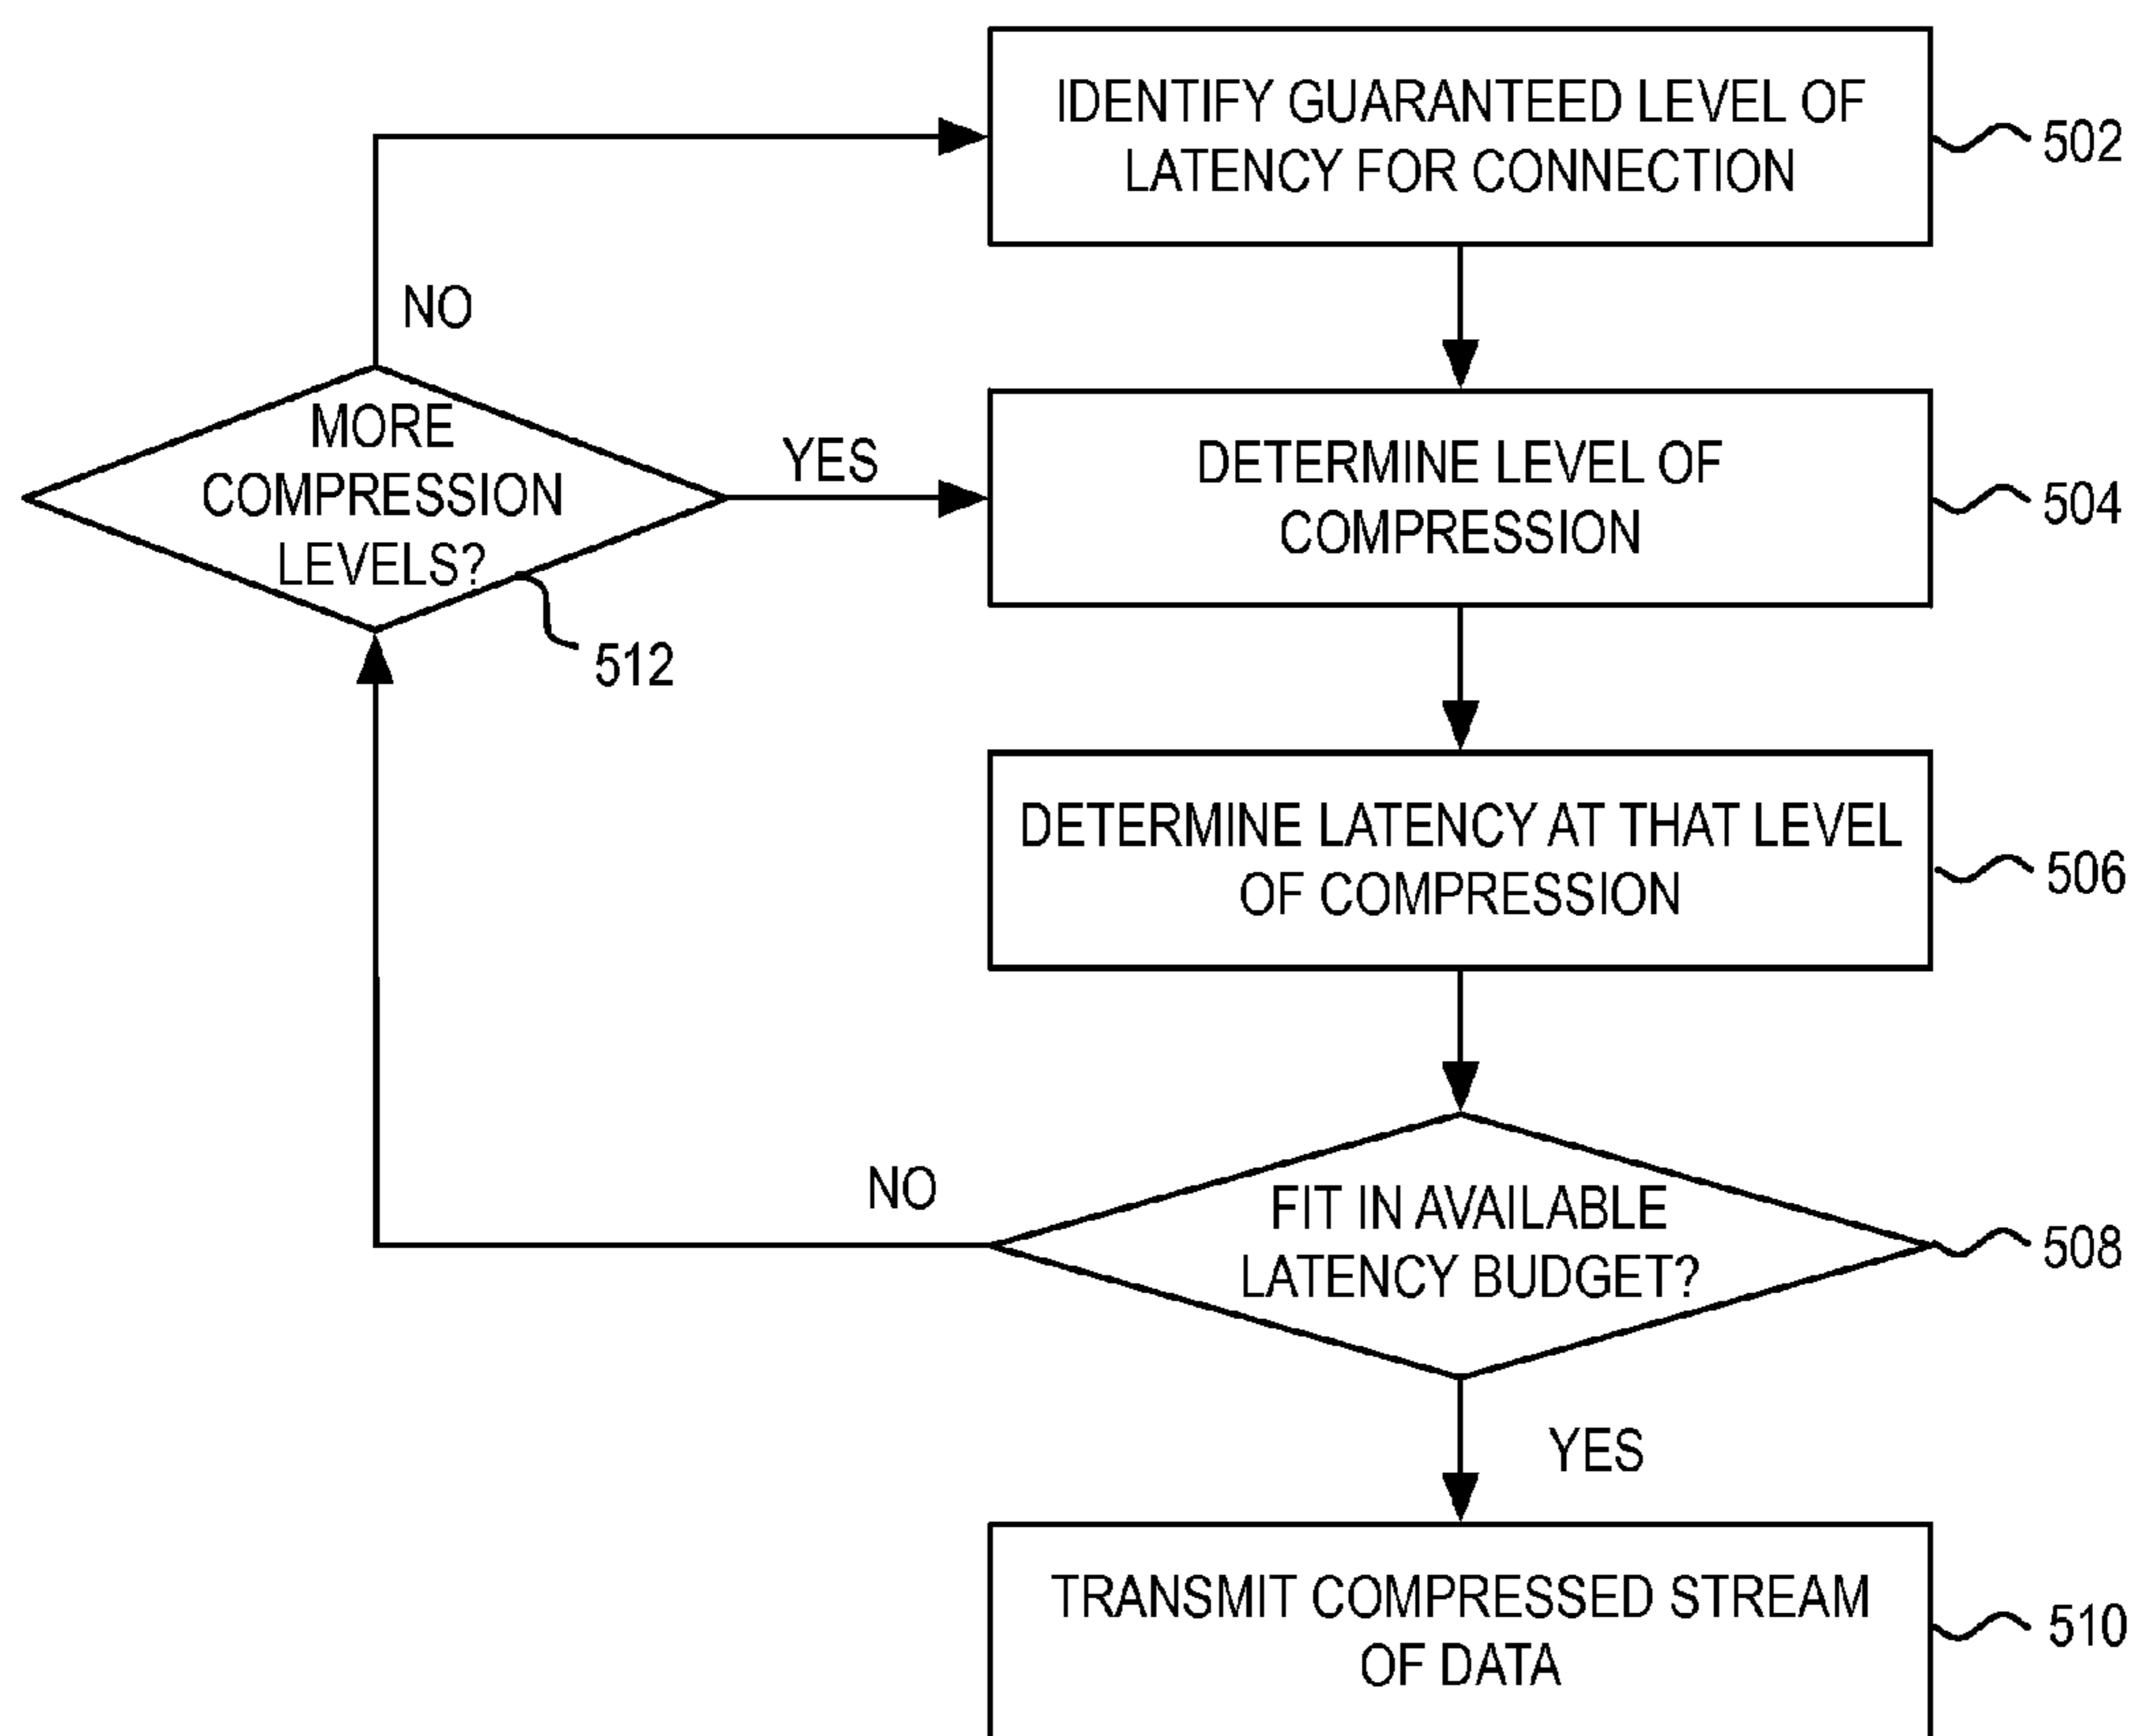 IDENTIFY GUARANTEED LEVEL OF
LATENCY FOR CONNECTION
502
NO
MORE
COMPRESSION
LEVELS?
YES
512
DETERMINE LEVEL OF
COMPRESSION
504
DETERMINE LATENCY AT THAT LEVEL
OF COMPRESSION
506
NO
FIT IN AVAILABLE
LATENCY BUDGET?
508
YES
TRANSMIT COMPRESSED STREAM
OF DATA
510